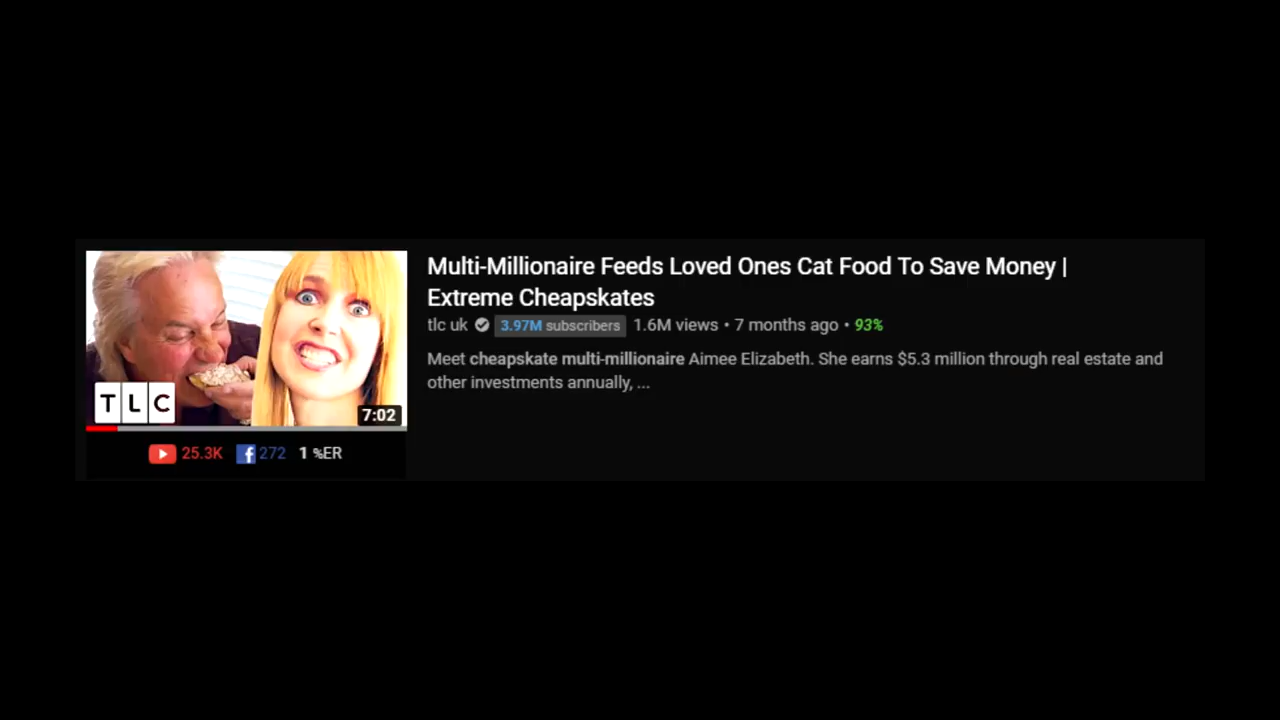 Multi-Millionaire Feeds Loved Ones Cat Food To Save Money |
Extreme Cheapskates
tlc uk 3.97M subscribers 1.6M views • 7 months ago • 93%
Meet cheapskate multi-millionaire Aimee Elizabeth. She earns $5.3 million through real estate and
other investments annually, ...
TLC
7:02
25.3K f 272 1 %ER